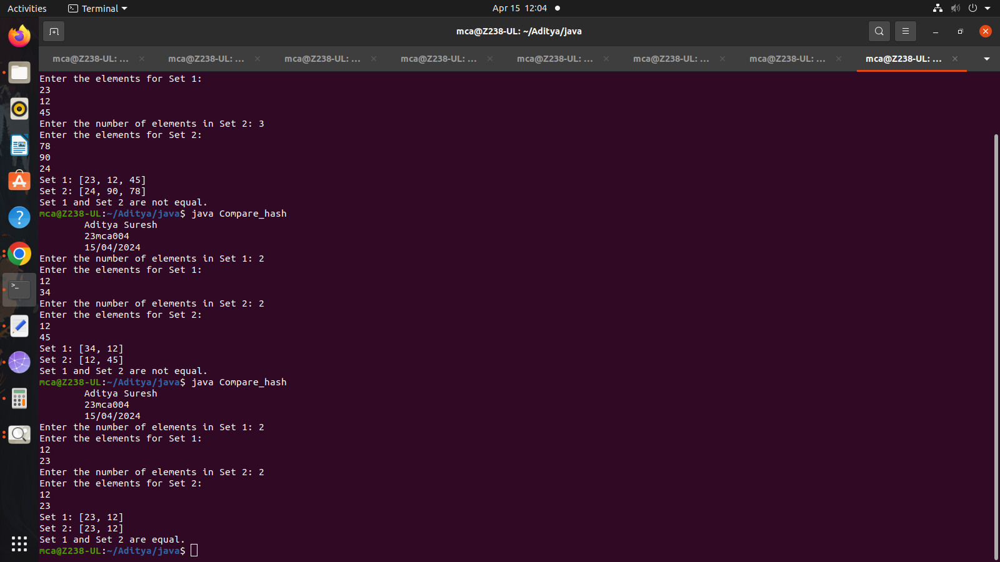 Activities Terminal Apr 15 12:04
mca@Z238-UL: ~/Aditya/java
mca@Z238-UL: ... mca@Z238-UL: ... mca@Z238-UL: ... mca@Z238-UL: ... mca@Z238-UL: ... mca@Z238-UL: ... mca@Z238-UL: ... mca@Z238-UL: ...
Enter the elements for Set 1:
23
12
45
Enter the number of elements in Set 2: 3
Enter the elements for Set 2:
78
90
24
Set 1: [23, 12, 45]
Set 2: [24, 90, 78]
Set 1 and Set 2 are not equal.
mca@Z238-UL:~/Aditya/java$ java Compare_hash
Aditya Suresh
23mca004
15/04/2024
Enter the number of elements in Set 1: 2
Enter the elements for Set 1:
12
34
Enter the number of elements in Set 2: 2
Enter the elements for Set 2:
12
45
Set 1: [34, 12]
Set 2: [12, 45]
Set 1 and Set 2 are not equal.
mca@Z238-UL:~/Aditya/java$ java Compare_hash
Aditya Suresh
23mca004
15/04/2024
Enter the number of elements in Set 1: 2
Enter the elements for Set 1:
12
23
Enter the number of elements in Set 2: 2
Enter the elements for Set 2:
12
23
Set 1: [23, 12]
Set 2: [23, 12]
Set 1 and Set 2 are equal.
mca@Z238-UL:~/Aditya/java$